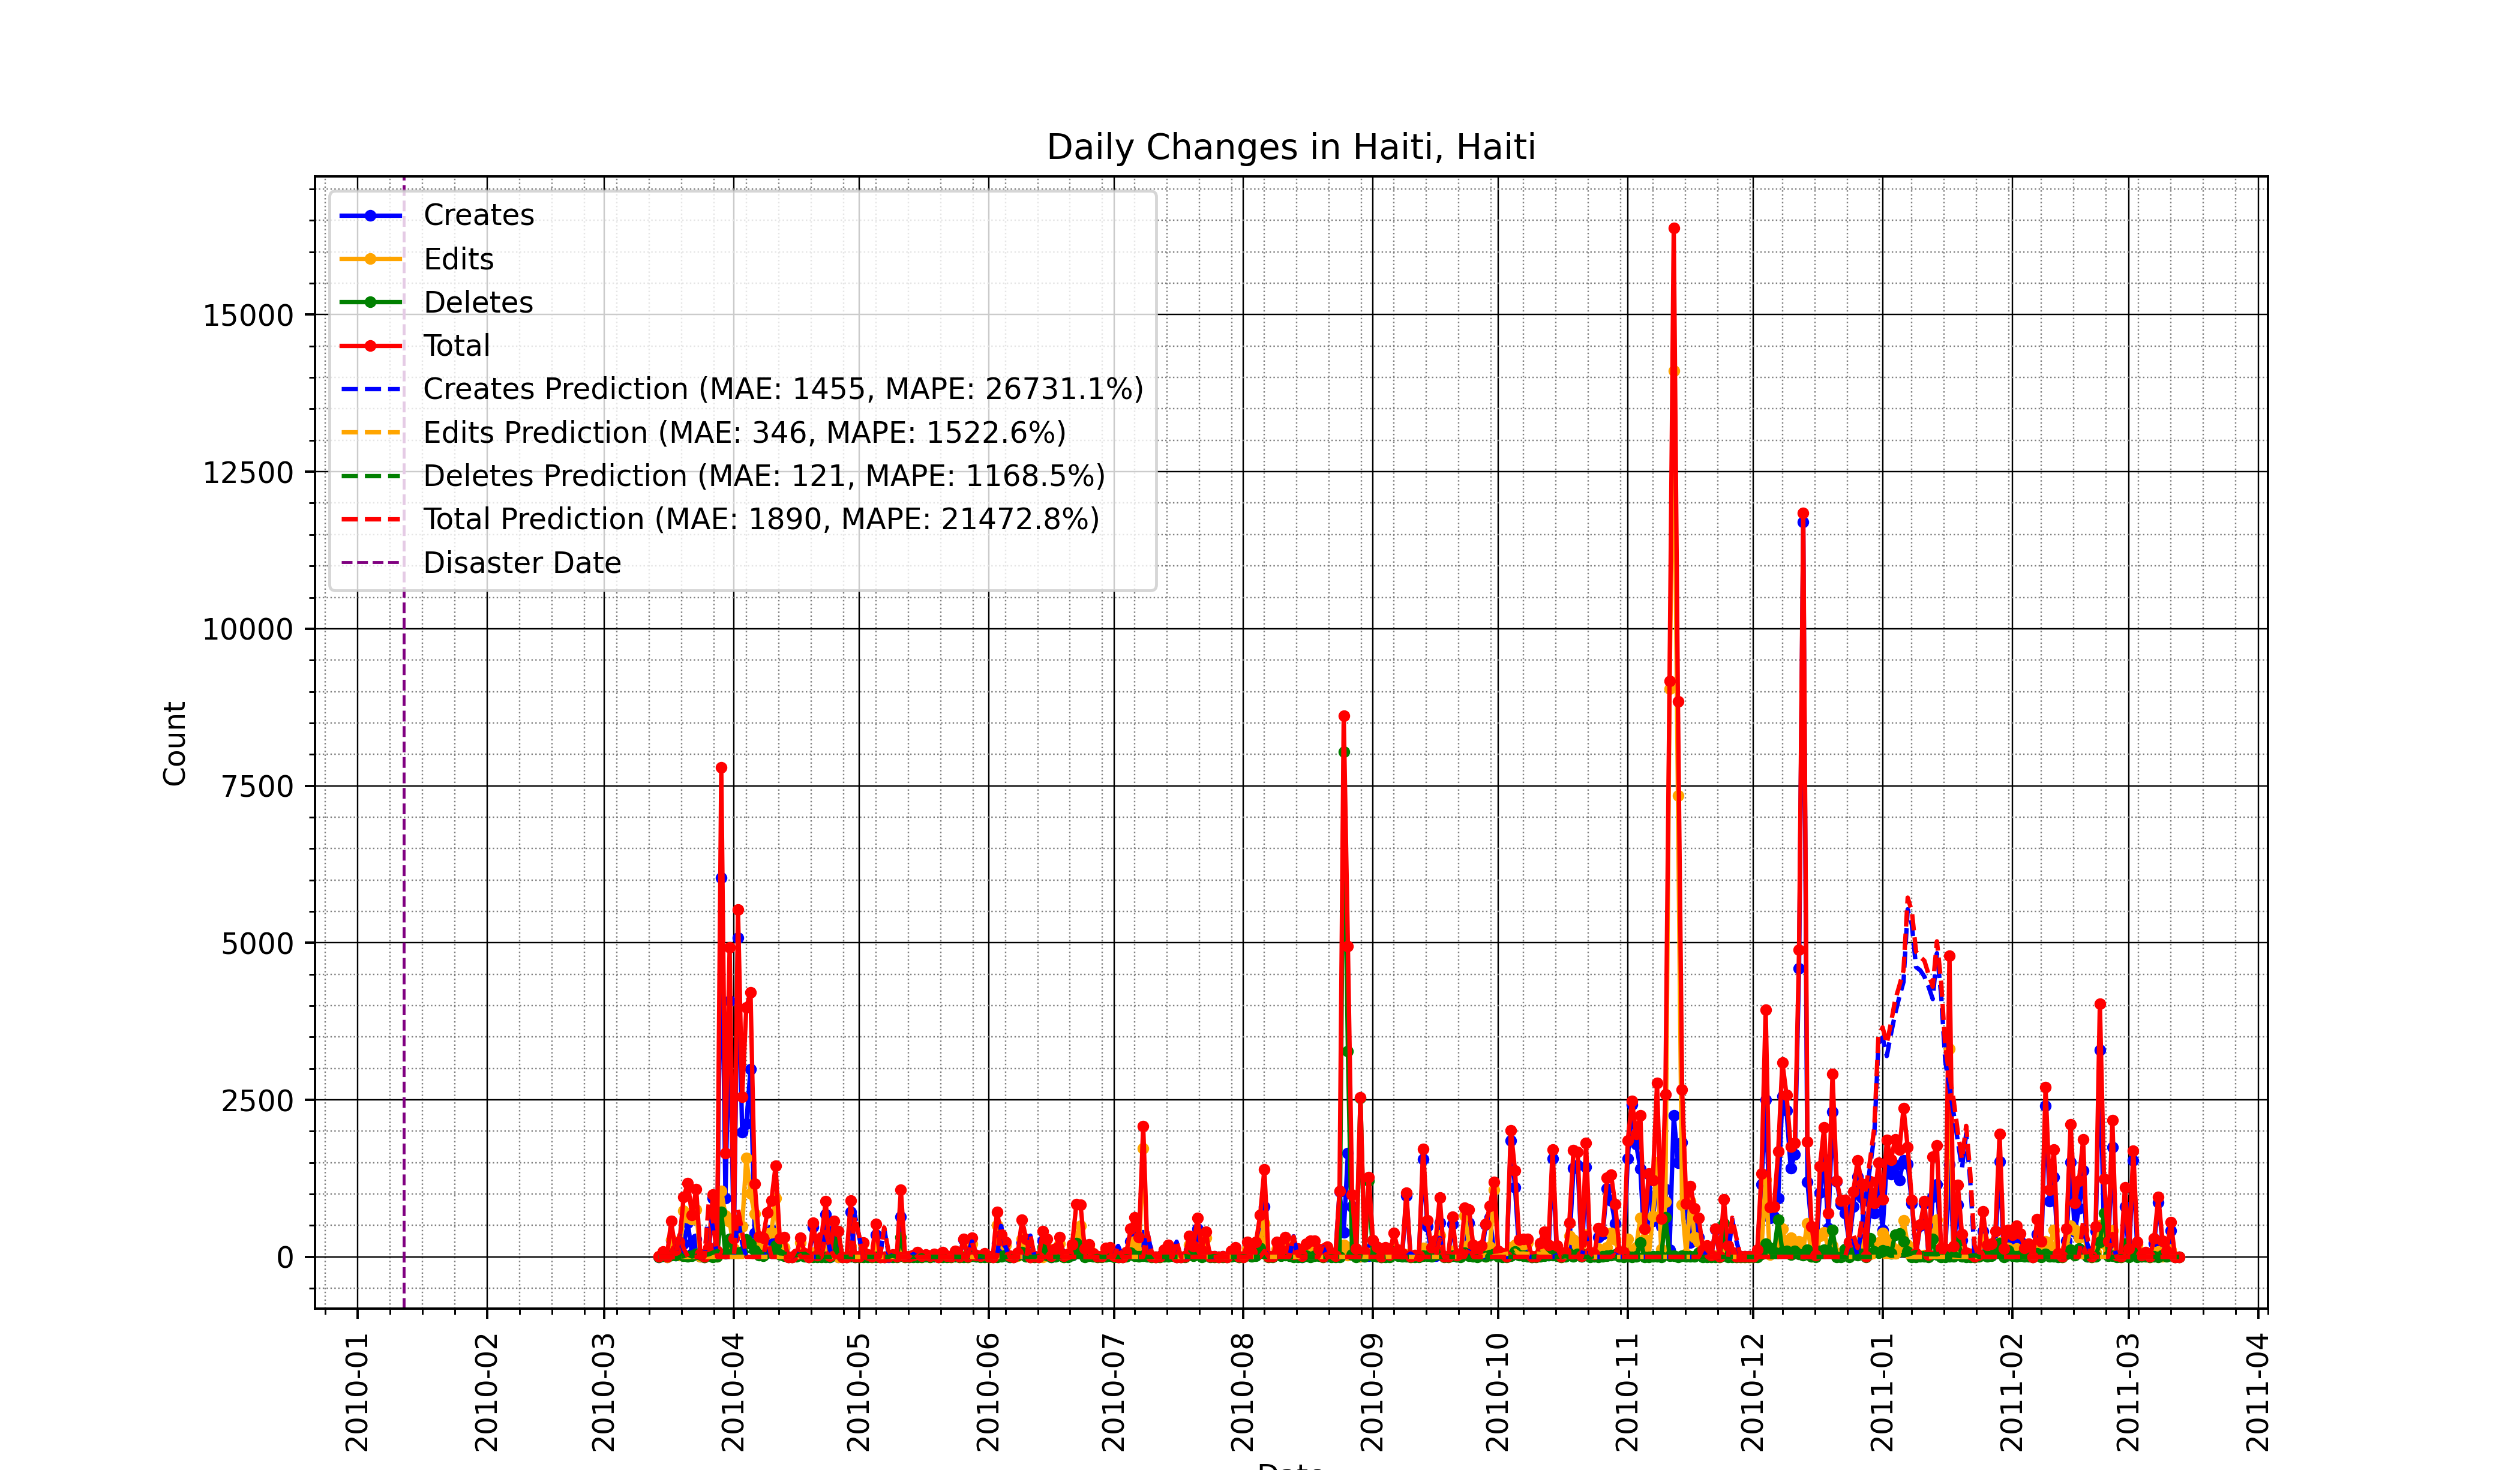 Daily Changes in Haiti, Haiti
Creates
Edits
Deletes
Total
Creates Prediction (MAE: 1455, MAPE: 26731.1%)
Edits Prediction (MAE: 346, MAPE: 1522.6%)
Deletes Prediction (MAE: 121, MAPE: 1168.5%)
Total Prediction (MAE: 1890, MAPE: 21472.8%)
Disaster Date
15000
12500
10000
7500
5000
2500
0
Count
2010-01
2010-02
2010-03
2010-04
2010-05
2010-06
2010-07
2010-08
2010-09
2010-10
2010-11
2010-12
2011-01
2011-02
2011-03
2011-04
Date